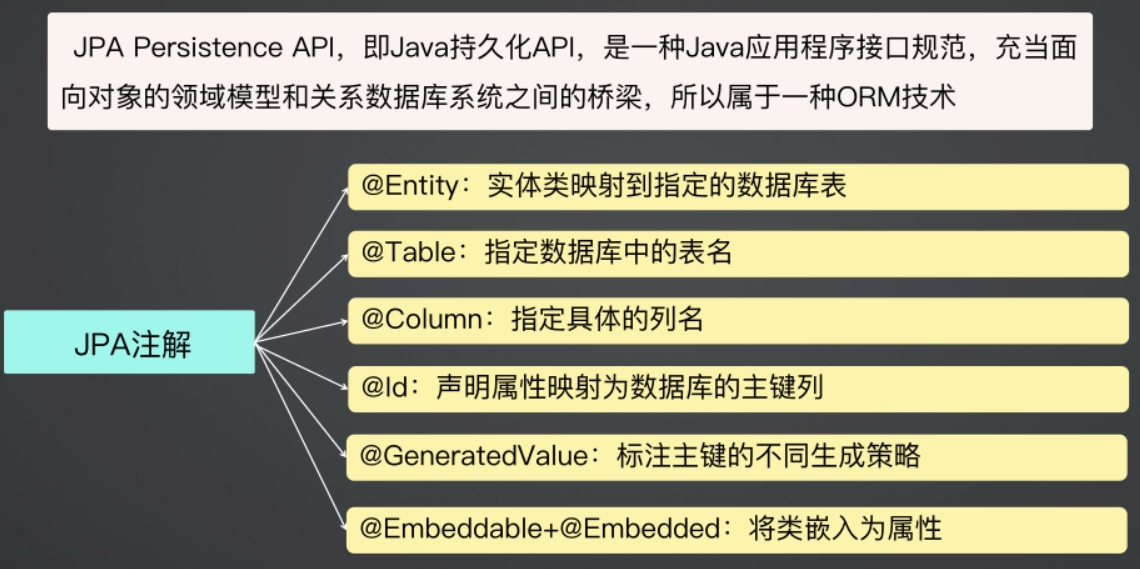 JPA Persistence API，即Java持久化API，是一种Java应用程序接口规范，充当面
向对象的领域模型和关系数据库系统之间的桥梁，所以属于一种ORM技术
@Entity：实体类映射到指定的数据库表
@Table：指定数据库中的表名
@Column：指定具体的列名
JPA注解
@Id：声明属性映射为数据库的主键列
@GeneratedValue：标注主键的不同生成策略
@Embeddable+@Embedded：将类嵌入为属性